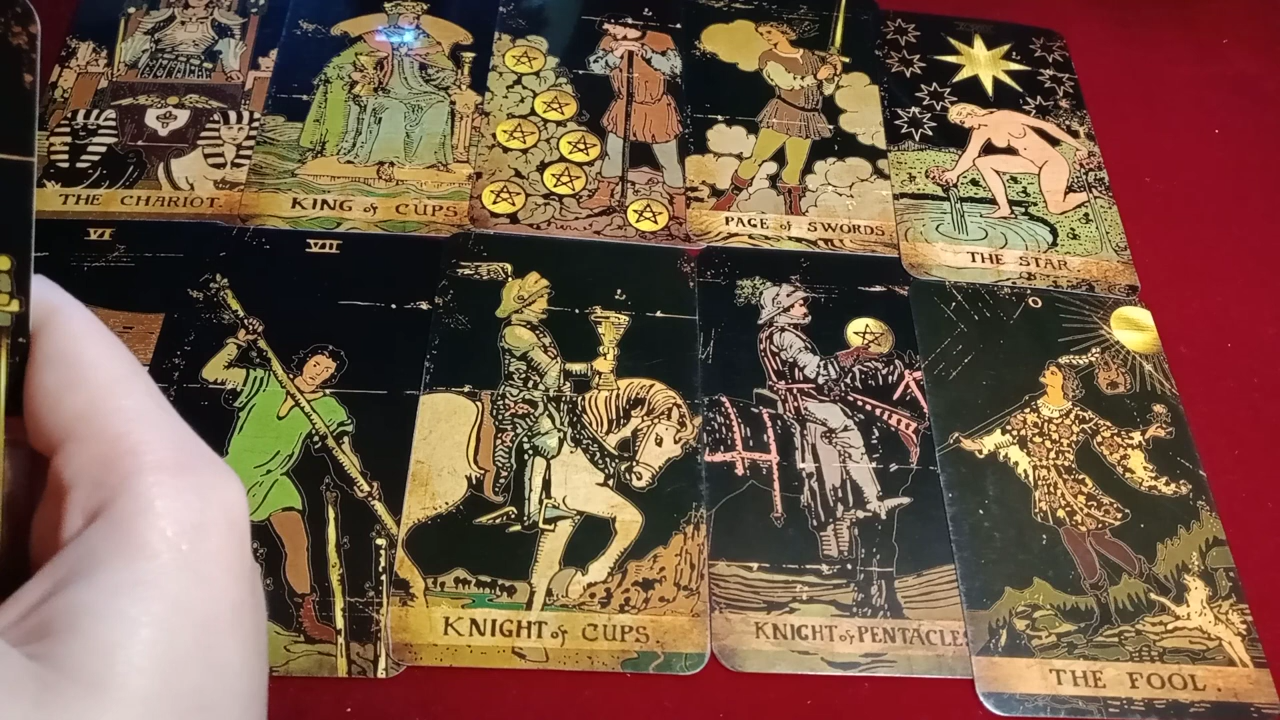 THE CHARIOT.
KING of CUPS
PAGE of SWORDS
THE STAR.
VI
VII
KNIGHT of CUPS.
KNIGHT of PENTACLES
THE FOOL.